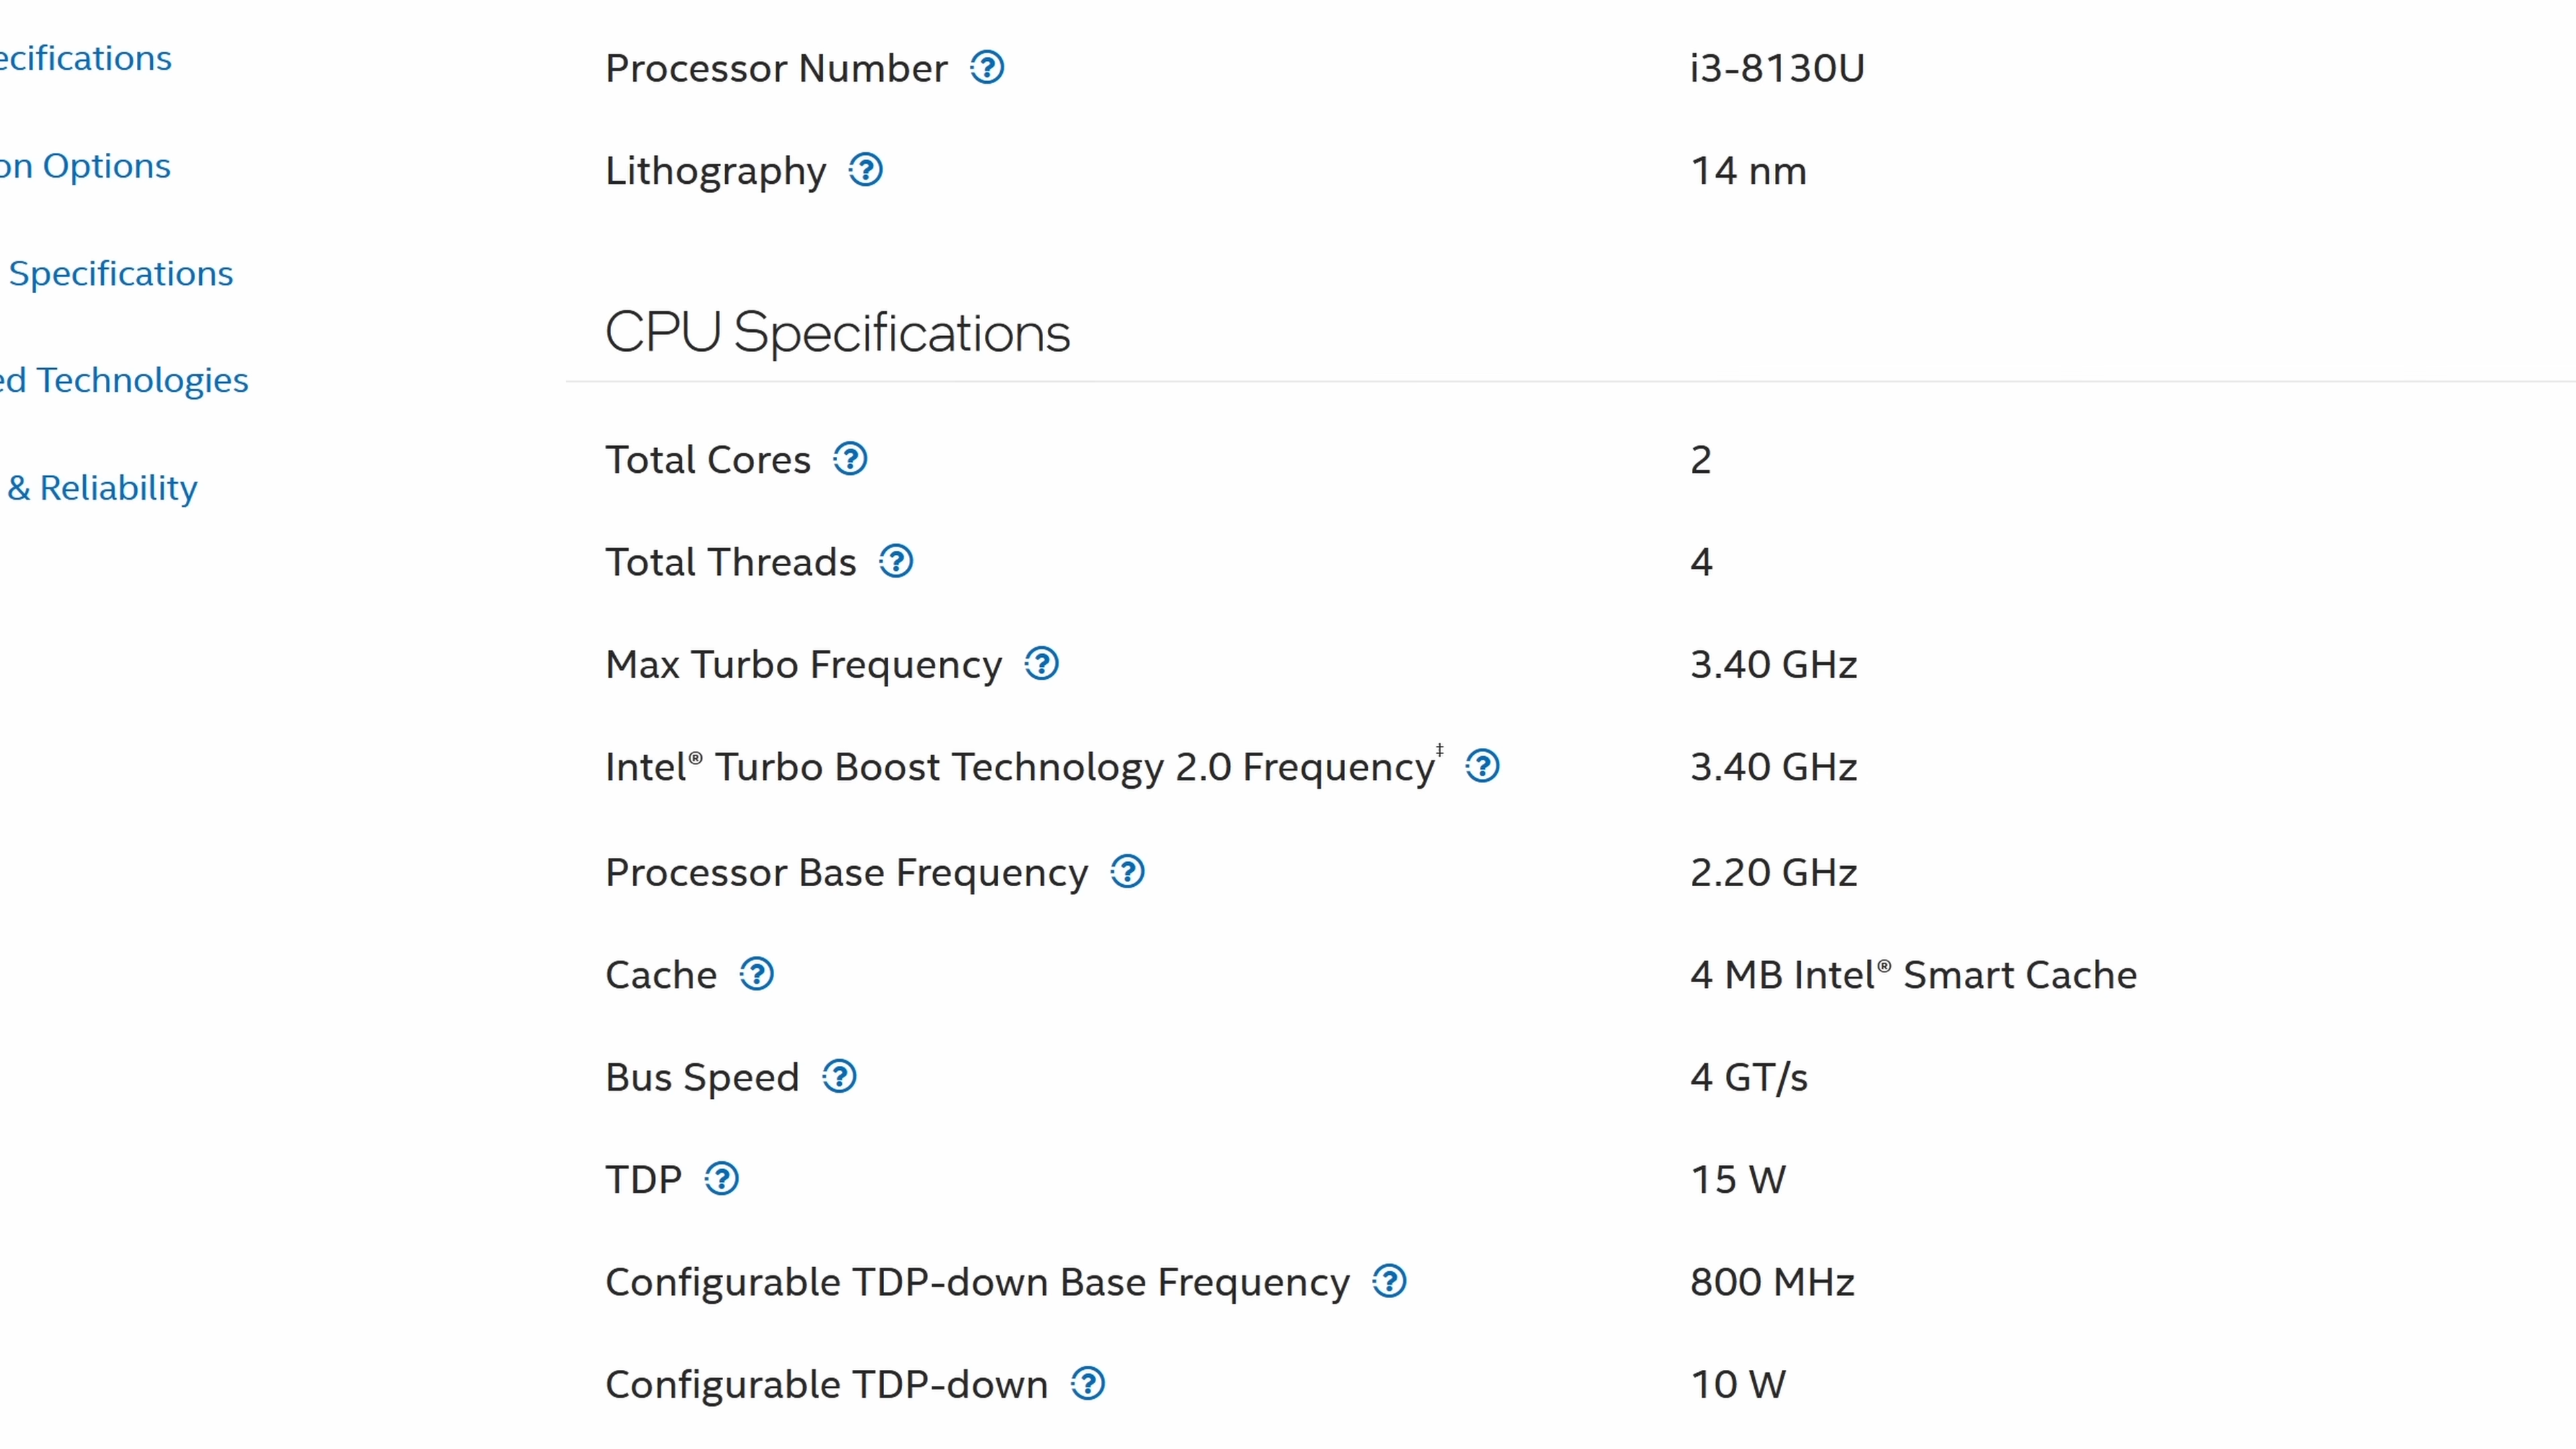 ecifications
on Options
Specifications
ed Technologies
& Reliability
Processor Number i3-8130U
Lithography 14 nm
CPU Specifications
Total Cores 2
Total Threads 4
Max Turbo Frequency 3.40 GHz
Intel® Turbo Boost Technology 2.0 Frequency‡ 3.40 GHz
Processor Base Frequency 2.20 GHz
Cache 4 MB Intel® Smart Cache
Bus Speed 4 GT/s
TDP 15 W
Configurable TDP-down Base Frequency 800 MHz
Configurable TDP-down 10 W